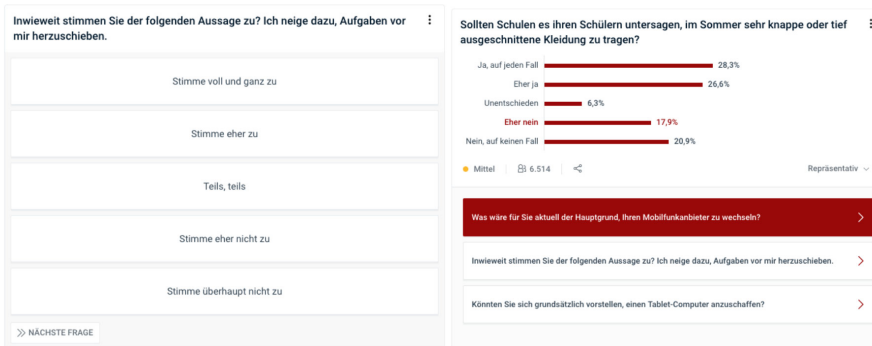 Inwieweit stimmen Sie der folgenden Aussage zu? Ich neige dazu, Aufgaben vor
mir herzuschieben.
Stimme voll und ganz zu
Stimme eher zu
Teils, teils
Stimme eher nicht zu
Stimme überhaupt nicht zu
NÄCHSTE FRAGE
Sollten Schulen es ihren Schülern untersagen, im Sommer sehr knappe oder tief
ausgeschnittene Kleidung zu tragen?
Ja, auf jeden Fall 28,3%
Eher ja 26,6%
Unentschieden 6,3%
Eher nein 17,9%
Nein, auf keinen Fall 20,9%
Mittel 6.514 Repräsentativ
Was wäre für Sie aktuell der Hauptgrund, Ihren Mobilfunkanbieter zu wechseln?
Inwieweit stimmen Sie der folgenden Aussage zu? Ich neige dazu, Aufgaben vor mir herzuschieben.
Könnten Sie sich grundsätzlich vorstellen, einen Tablet-Computer anzuschaffen?